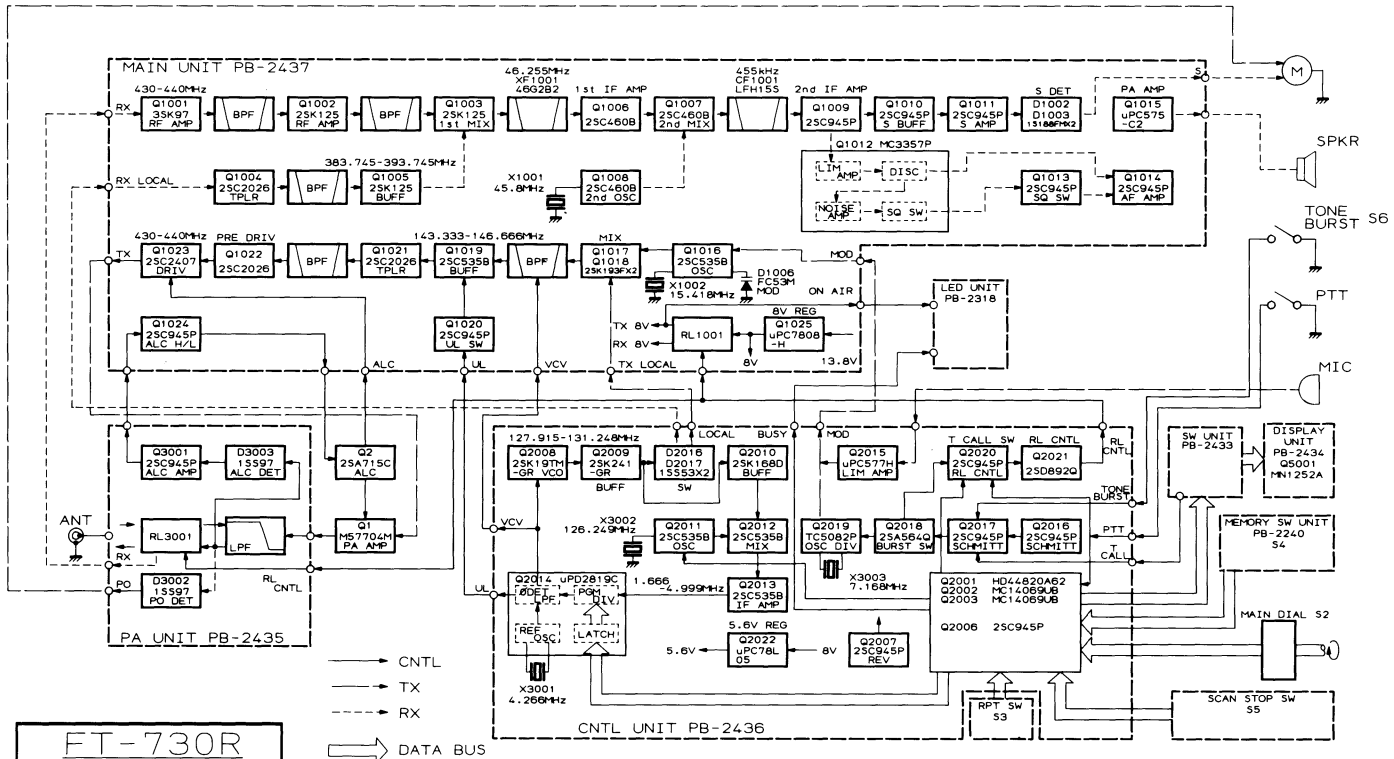 MAIN UNIT PB-2437
46.255MHz
XF1001
46G2B2
455kHz
CF1001
LFH15S
1st IF AMP
2nd IF AMP
S DET
PA AMP
S
M
430-440MHz
RX
Q1001
3SK97
RF AMP
BPF
Q1002
2SK125
RF AMP
BPF
Q1003
2SK125
1st MIX
Q1006
2SC460B
Q1007
2SC460B
2nd MIX
Q1009
2SC945P
Q1010
2SC945P
S BUFF
Q1011
2SC945P
S AMP
D1002
D1003
1S188FMX2
Q1015
uPC575
-C2
SPKR
383.745-393.745MHz
RX LOCAL
Q1004
2SC2026
TPLR
BPF
Q1005
2SK125
BUFF
X1001
45.8MHz
Q1008
2SC460B
2nd OSC
Q1012 MC3357P
LIM
AMP
DISC
NOISE
AMP
SQ SW
Q1013
2SC945P
SQ SW
Q1014
2SC945P
AF AMP
TONE
BURST S6
430-440MHz
PRE DRIV
143.333-146.666MHz
MIX
TX
Q1023
2SC2407
DRIV
Q1022
2SC2026
BPF
Q1021
2SC2026
TPLR
Q1019
2SC535B
BUFF
BPF
Q1017
Q1018
2SK193FX2
Q1016
2SC535B
OSC
X1002
15.418MHz
D1006
FC53M
MOD
MOD
ON AIR
LED UNIT
PB-2318
PTT
Q1024
2SC945P
ALC H/L
Q1020
2SC945P
UL SW
TX 8V
RX 8V
RL1001
8V REG
Q1025
uPC7808
-H
8V
13.8V
ALC
UL
VCV
TX LOCAL
MIC
127.915-131.248MHz
LOCAL
BUSY
MOD
T CALL SW
RL CNTL
RL
CNTL
Q3001
2SC945P
ALC AMP
D3003
1SS97
ALC DET
Q2
2SA715C
ALC
Q2008
2SK19TM
-GR VCO
Q2009
2SK241
-GR
BUFF
D2016
D2017
1SS53X2
SW
Q2010
2SK168D
BUFF
Q2015
uPC577H
LIM AMP
Q2020
2SC945P
RL CNTL
Q2021
2SD892Q
SW UNIT
PB-2433
DISPLAY
UNIT
PB-2434
Q5001
MN1252A
TONE
BURST
ANT
RL3001
LPF
Q1
M57704M
PA AMP
VCV
X3002
126.249MHz
Q2011
2SC535B
OSC
Q2012
2SC535B
MIX
Q2019
TC5082P
OSC DIV
Q2018
2SA564Q
BURST SW
Q2017
2SC945P
SCHMITT
Q2016
2SC945P
SCHMITT
PTT
T
CALL
MEMORY SW UNIT
PB-2240
S4
RX
PO
D3002
1SS97
PO DET
RL
CNTL
UL
Q2014 uPD2819C
ØDET
LPF
PGM
DIV
1.666
-4.999MHz
Q2013
2SC535B
IF AMP
X3003
7.168MHz
Q2001 HD44820A62
Q2002 MC14069UB
Q2003 MC14069UB
Q2006 2SC945P
PA UNIT PB-2435
REF
OSC
LATCH
5.6V REG
5.6V
Q2022
uPC78L
05
8V
Q2007
2SC945P
REV
MAIN DIAL S2
X3001
4.266MHz
CNTL
TX
RX
DATA BUS
CNTL UNIT PB-2436
RPT SW
S3
SCAN STOP SW
S5
FT-730R